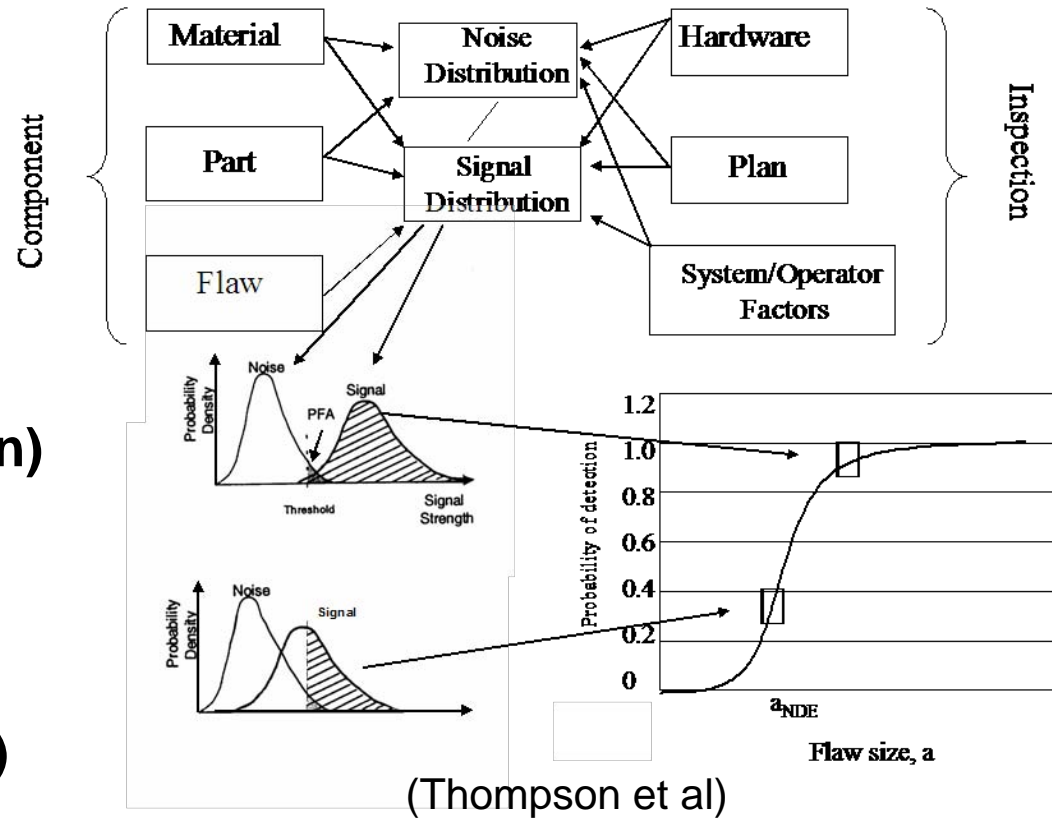 Material
Noise
Distribution
Hardware
Component
Part
Signal
Distribution
Plan
Inspection
Flaw
System/Operator
Factors
n)
Probability
Density
Noise
PFA
Signal
Threshold
Signal
Strength
Probability of detection
1.2
1.0
0.8
0.6
0.4
0.2
0
aNDE
Flaw size, a
Probability
Density
Noise
Signal
)
(Thompson et al)